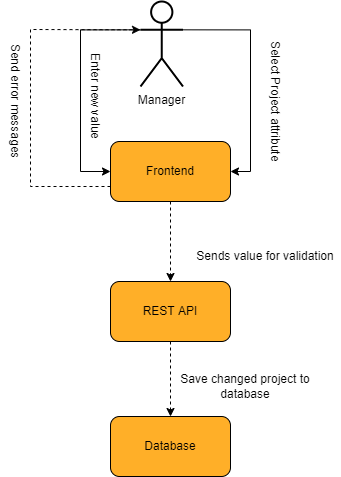 Send error messages
Enter new value
Select Project attribute
Manager
Frontend
Sends value for validation
REST API
Save changed project to
database
Database